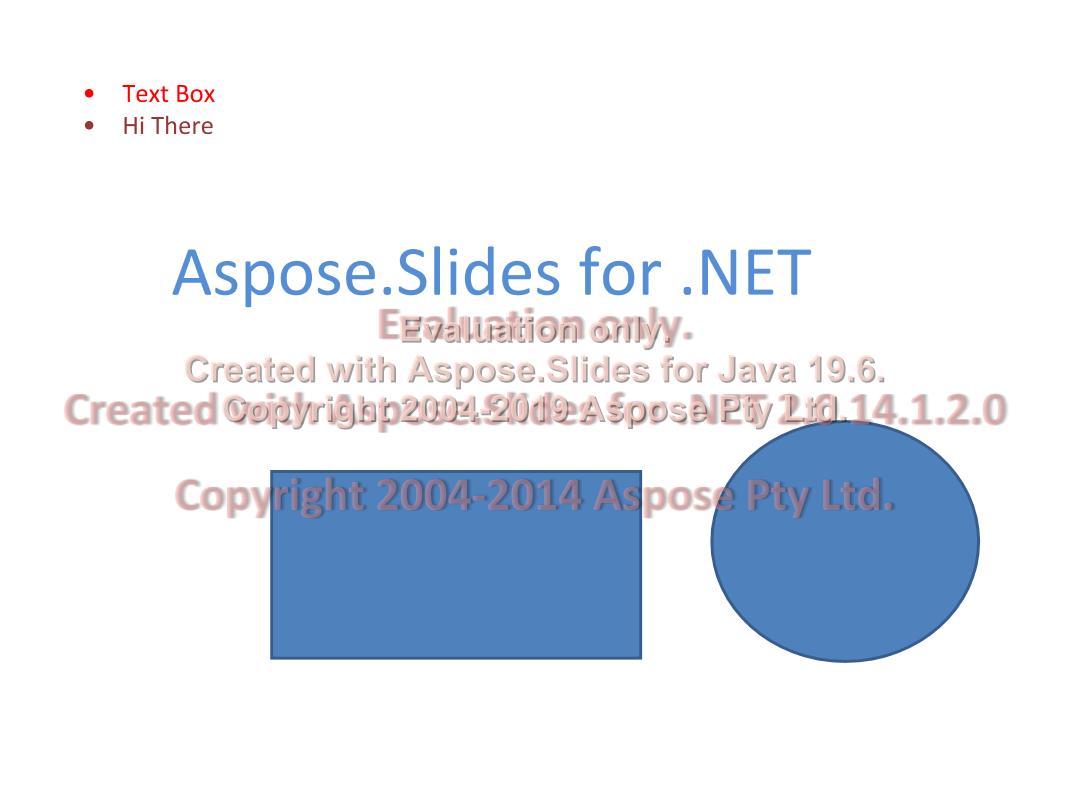 • Text Box
• Hi There
Aspose.Slides for .NET
Evaluation only.
Evaluation only.
Created with Aspose.Slides for Java 19.6.
Created with Aspose.Slides for .NET 2.0 14.1.2.0
Copyright 2004-2019 Aspose Pty Ltd.
Copyright 2004-2014 Aspose Pty Ltd.